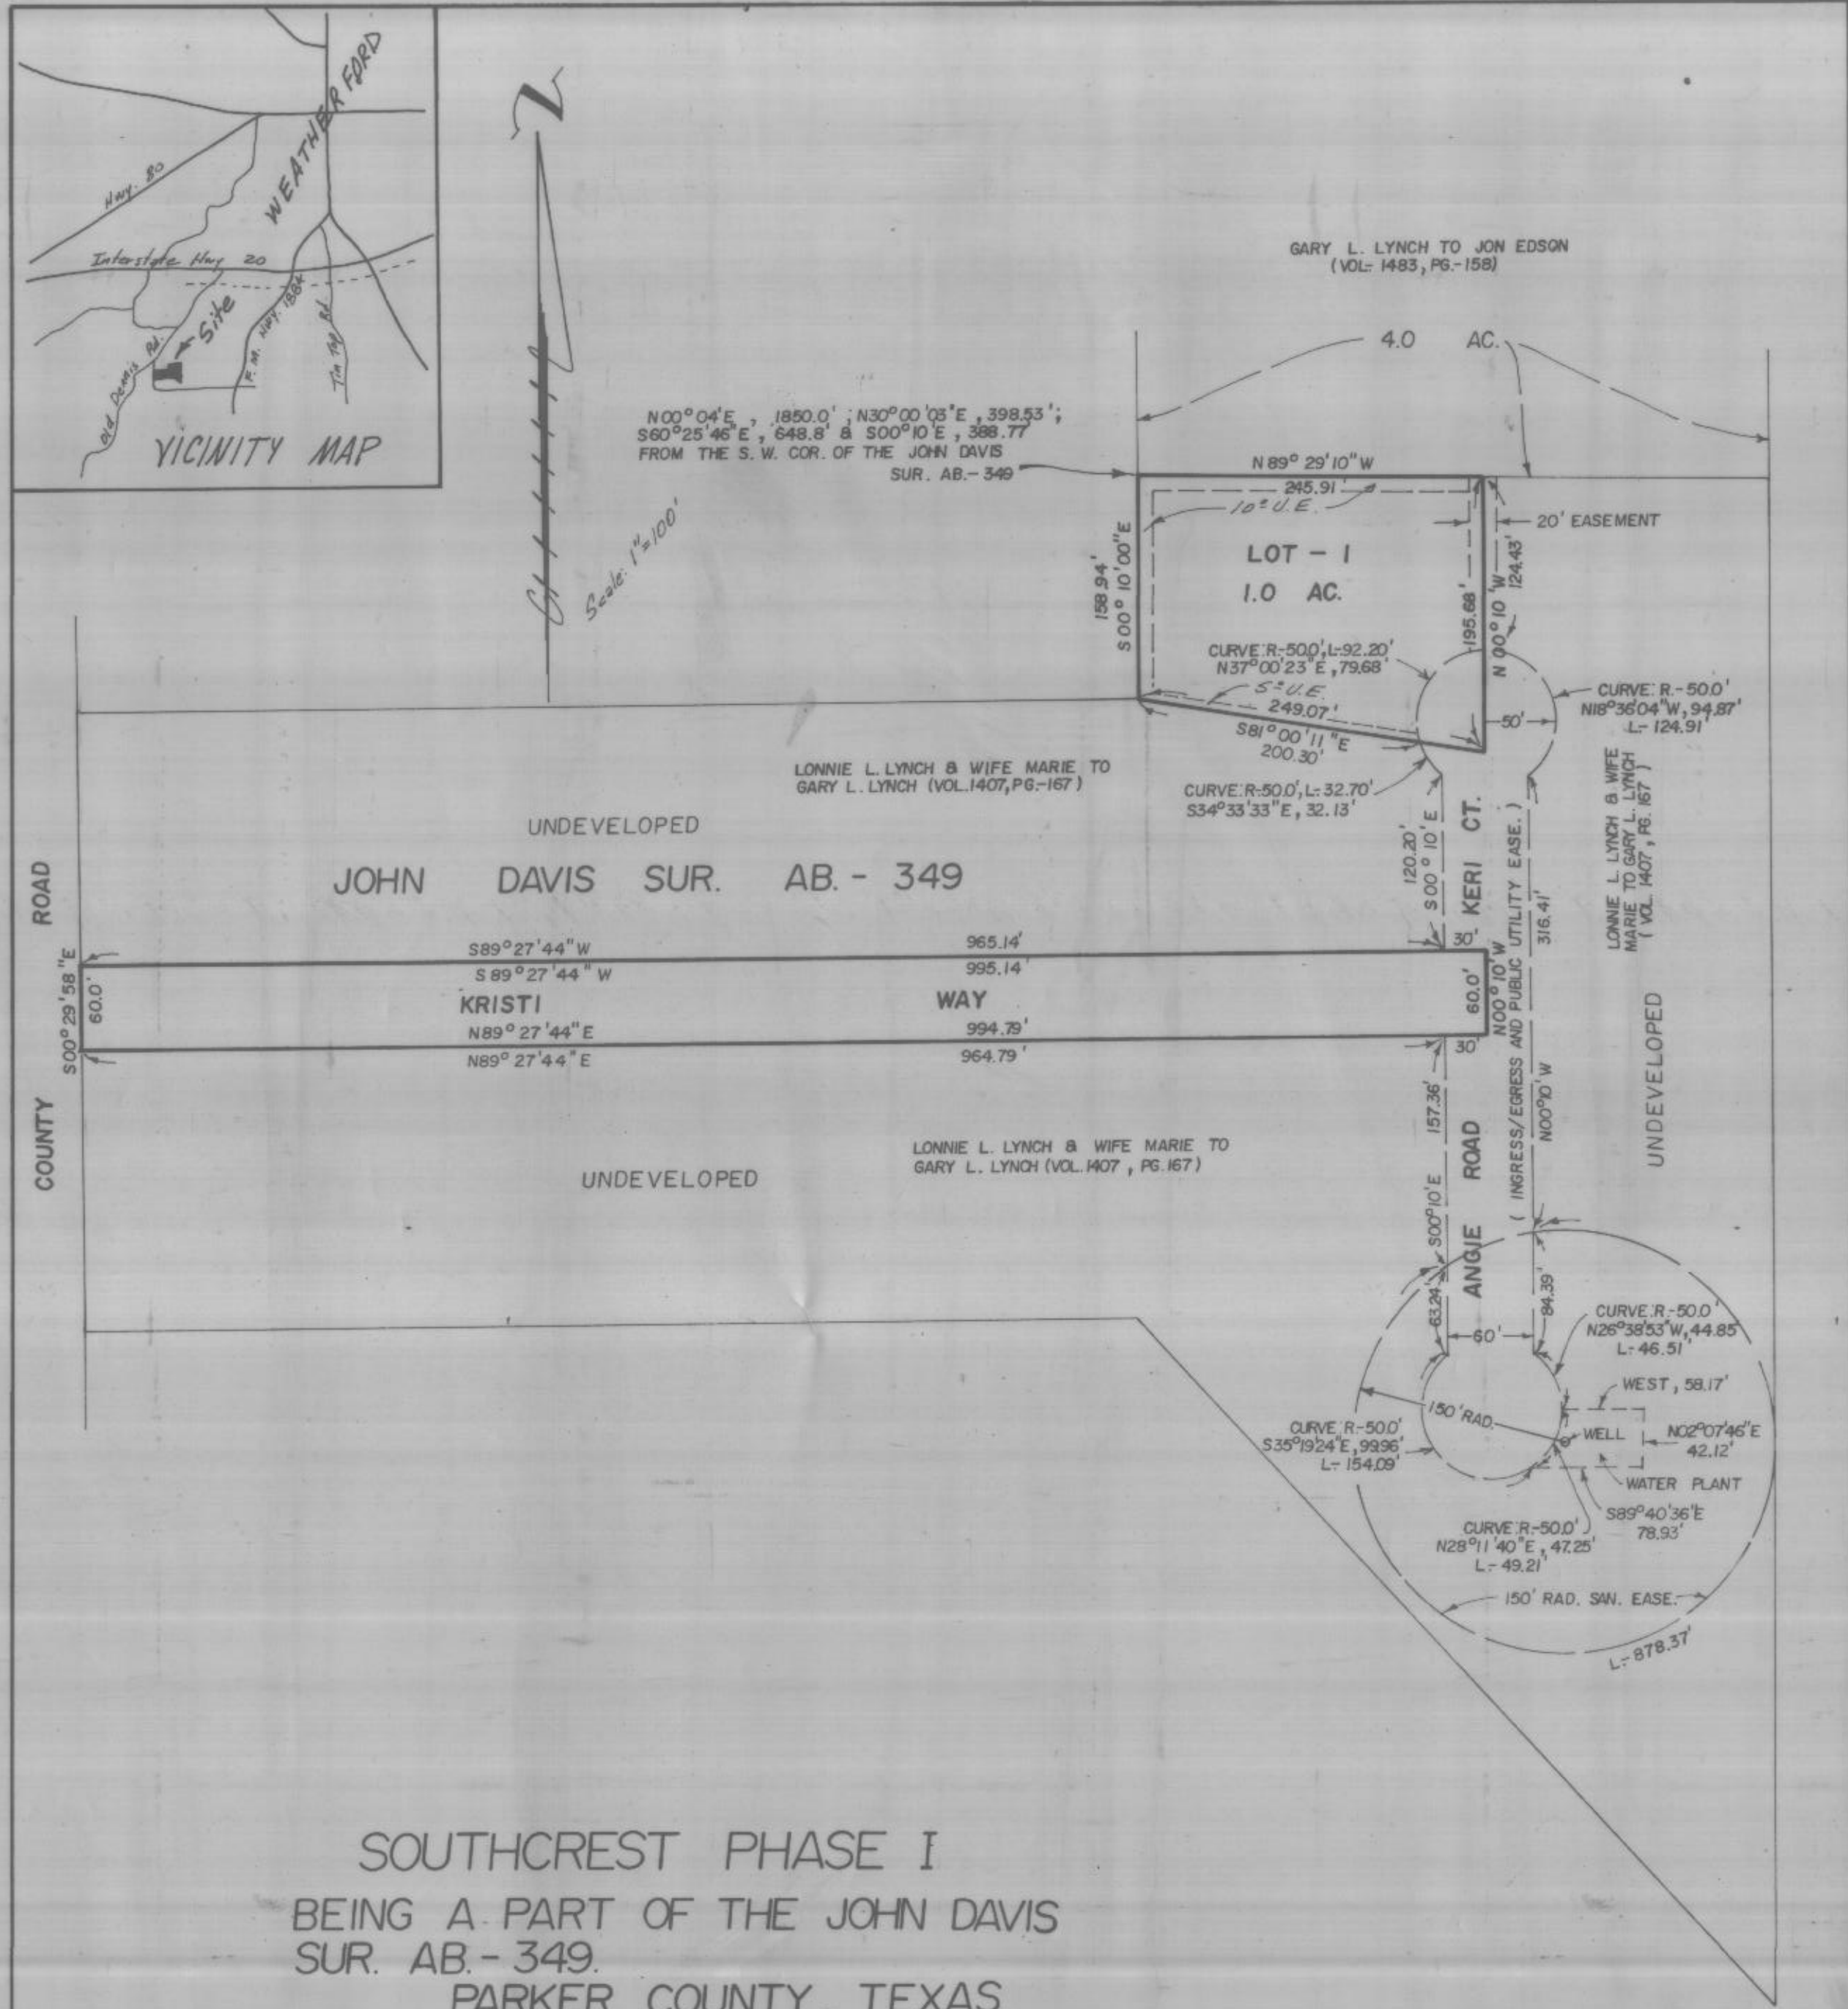 WEATHERFORD
Hwy. 80
Interstate Hwy 20
Site
Old Dennis Rd.
F. M. Hwy. 1884
Tin Top Rd
VICINITY MAP
Scale: 1"=100'
GARY L. LYNCH TO JON EDSON
(VOL- 1483, PG.-158)
4.0 AC.
N00°04'E, 1850.0'; N30°00'03"E, 398.53';
S60°25'46"E, 648.8' & S00°10'E, 388.77'
FROM THE S. W. COR. OF THE JOHN DAVIS
SUR. AB.-349
N 89° 29'10"W
245.91'
10' U.E.
20' EASEMENT
158.94'
S 00° 10'00"E
LOT - 1
1.0 AC.
195.68'
N 00° 10' W
124.43'
CURVE: R-50.0', L-92.20'
N37°00'23"E, 79.68'
5' U.E.
249.07'
S81°00'11"E
200.30'
50'
CURVE: R.-50.0'
N18°36'04"W, 94.87'
L-124.91'
CURVE: R-50.0', L-32.70'
S34°33'33"E, 32.13'
LONNIE L. LYNCH & WIFE MARIE TO
GARY L. LYNCH (VOL. 1407, PG.-167)
UNDEVELOPED
LONNIE L. LYNCH & WIFE
MARIE TO GARY L. LYNCH
( VOL. 1407, PG. 167 )
UNDEVELOPED
JOHN DAVIS SUR. AB. - 349
120.20'
S 00° 10' E
KERI CT.
( INGRESS/EGRESS AND PUBLIC UTILITY EASE. )
316.41'
N00°10'W
COUNTY ROAD
S00°29'58"E
60.0'
S89°27'44"W 965.14'
30'
S 89°27'44" W 995.14'
KRISTI WAY
60.0'
N00°10'W
N89°27'44"E 994.79'
N89°27'44"E 964.79'
30'
157.36'
S00°10'E
ANGIE ROAD
LONNIE L. LYNCH & WIFE MARIE TO
GARY L. LYNCH (VOL. 1407, PG. 167)
UNDEVELOPED
63.24'
84.39'
60'
CURVE: R-50.0'
N26°38'53"W, 44.85'
L-46.51'
WEST, 58.17'
150' RAD.
WELL
N02°07'46"E
42.12'
CURVE: R-50.0'
S35°19'24"E, 99.96'
L-154.09'
WATER PLANT
S89°40'36"E
78.93'
CURVE: R-50.0'
N28°11'40"E, 47.25'
L-49.21'
150' RAD. SAN. EASE.
L-878.37'
SOUTHCREST PHASE I
BEING A PART OF THE JOHN DAVIS
SUR. AB.-349.
PARKER COUNTY TEXAS